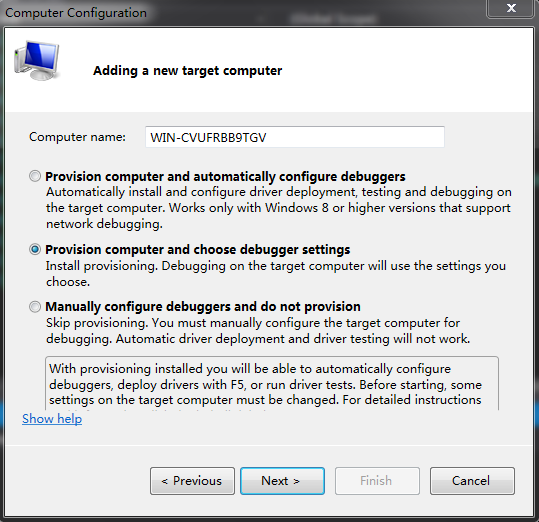 Computer Configuration
(Global Scope)
Adding a new target computer
Computer name: WIN-CVUFRBB9TGV
Provision computer and automatically configure debuggers
Automatically install and configure driver deployment, testing and debugging on
the target computer. Works only with Windows 8 or higher versions that support
network debugging.
Provision computer and choose debugger settings
Install provisioning. Debugging on the target computer will use the settings you
choose.
Manually configure debuggers and do not provision
Skip provisioning. You must manually configure the target computer for
debugging. Automatic driver deployment and driver testing will not work.
With provisioning installed you will be able to automatically configure
debuggers, deploy drivers with F5, or run driver tests. Before starting, some
settings on the target computer must be changed. For detailed instructions
Show help
< Previous Next > Finish Cancel